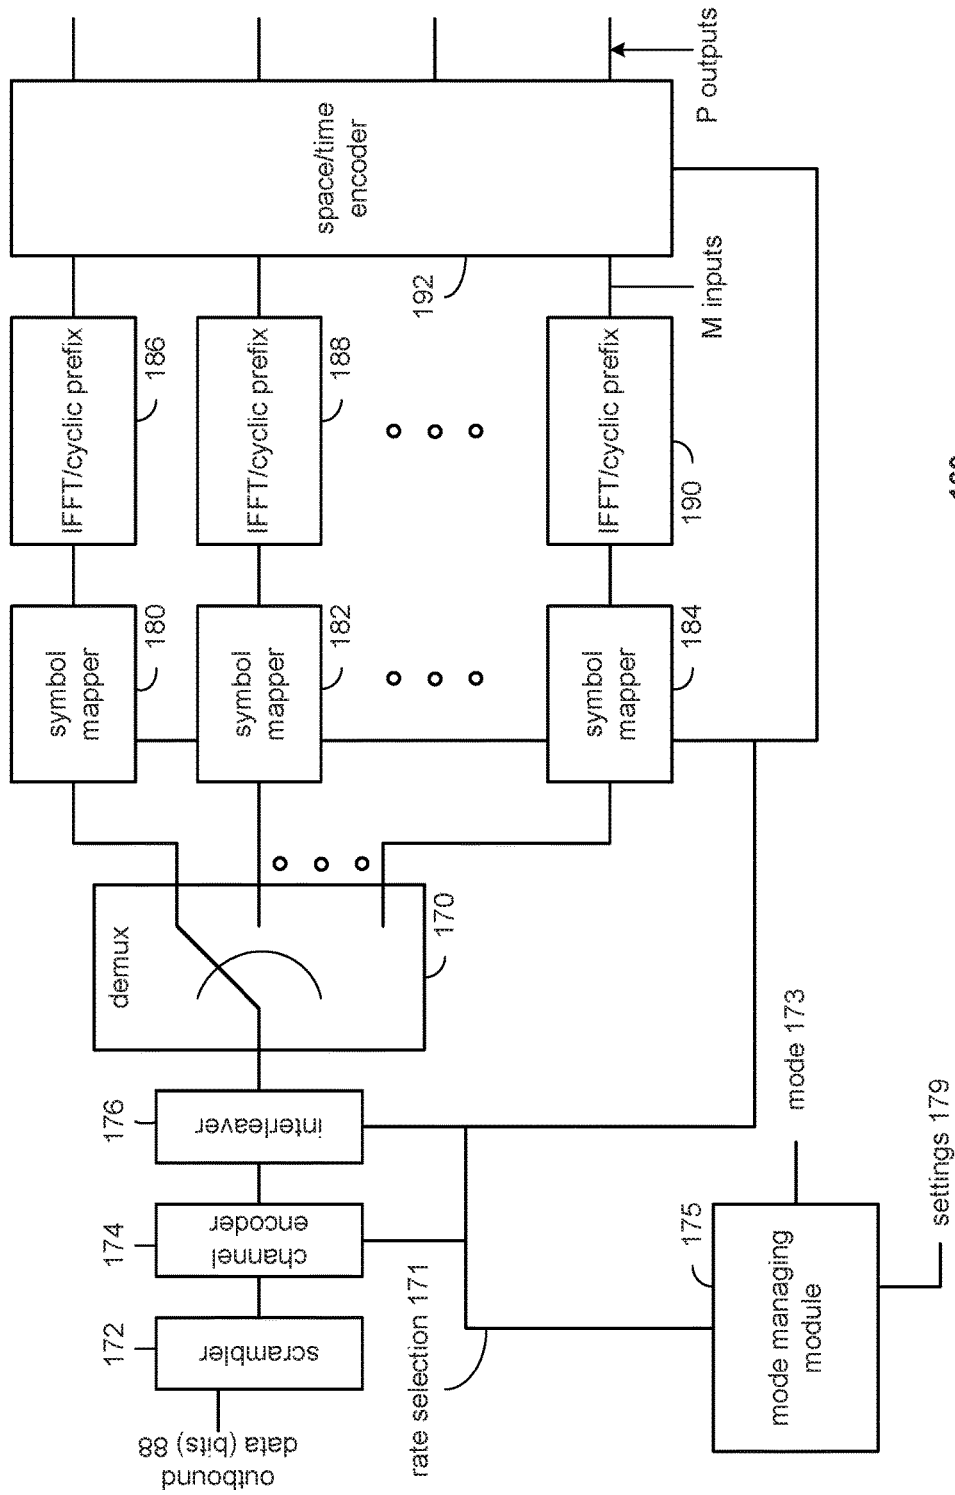 outbound
data (bits) 88
scrambler
172
channel
encoder
174
interleaver
176
demux
170
symbol
mapper
180
symbol
mapper
182
symbol
mapper
184
IFFT/cyclic prefix
186
IFFT/cyclic prefix
188
IFFT/cyclic prefix
190
M inputs
space/time
encoder
192
P outputs
rate selection 171
mode managing
module
175
mode 173
settings 179